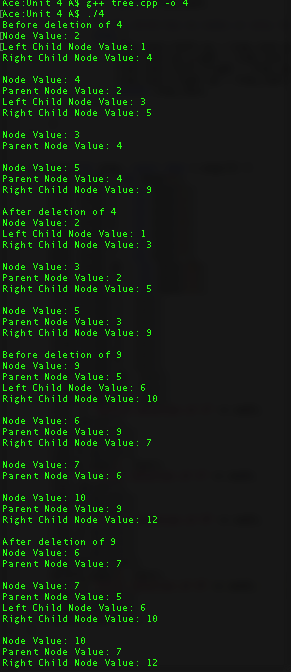 Ace:Unit 4 A$ g++ tree.cpp -o 4
Ace:Unit 4 A$ ./4
Before deletion of 4
Node Value: 2
Left Child Node Value: 1
Right Child Node Value: 4
Node Value: 4
Parent Node Value: 2
Left Child Node Value: 3
Right Child Node Value: 5
Node Value: 3
Parent Node Value: 4
Node Value: 5
Parent Node Value: 4
Right Child Node Value: 9
After deletion of 4
Node Value: 2
Left Child Node Value: 1
Right Child Node Value: 3
Node Value: 3
Parent Node Value: 2
Right Child Node Value: 5
Node Value: 5
Parent Node Value: 3
Right Child Node Value: 9
Before deletion of 9
Node Value: 9
Parent Node Value: 5
Left Child Node Value: 6
Right Child Node Value: 10
Node Value: 6
Parent Node Value: 9
Right Child Node Value: 7
Node Value: 7
Parent Node Value: 6
Node Value: 10
Parent Node Value: 9
Right Child Node Value: 12
After deletion of 9
Node Value: 6
Parent Node Value: 7
Node Value: 7
Parent Node Value: 5
Left Child Node Value: 6
Right Child Node Value: 10
Node Value: 10
Parent Node Value: 7
Right Child Node Value: 12